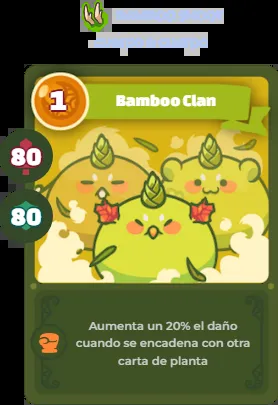 1
Bamboo Clan
80
80
Aumenta un 20% el daño
cuando se encadena con otra
carta de planta